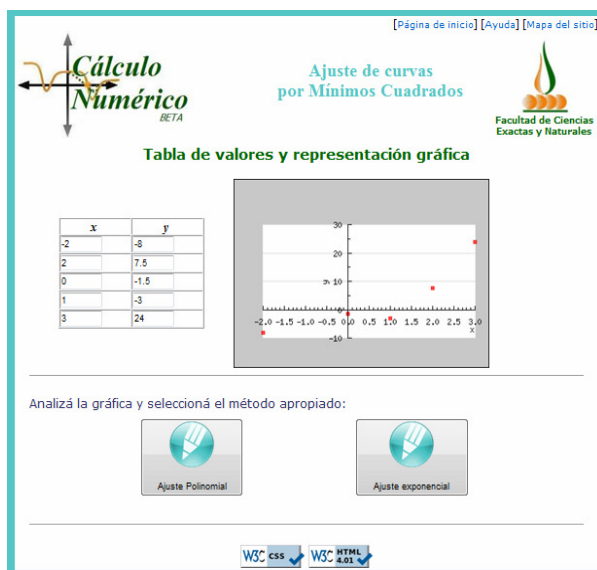 [Página de inicio] [Ayuda] [Mapa del sitio]
Cálculo
Numérico
BETA
Ajuste de curvas
por Mínimos Cuadrados
Facultad de Ciencias
Exactas y Naturales
Tabla de valores y representación gráfica
x y
-2 -8
2 7.5
0 -1.5
1 -3
3 24
30
20
y 10
0
-2.0 -1.5 -1.0 -0.5 0.0 0.5 1.0 1.5 2.0 2.5 3.0
x
-10
Analizá la gráfica y seleccioná el método apropiado:
Ajuste Polinomial Ajuste exponencial
W3C css W3C HTML 4.01